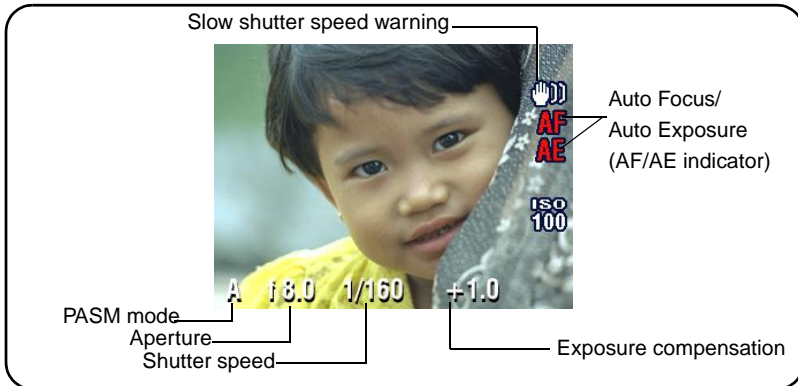 Slow shutter speed warning
Auto Focus/
Auto Exposure
(AF/AE indicator)
AF
AE
ISO
100
A f 8.0 1/160 +1.0
PASM mode
Aperture
Shutter speed
Exposure compensation